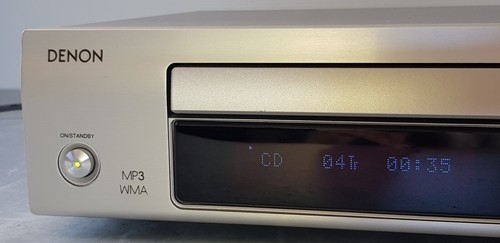 DENON
ON/STANDBY
MP3
WMA
CD 04Tr 00:35